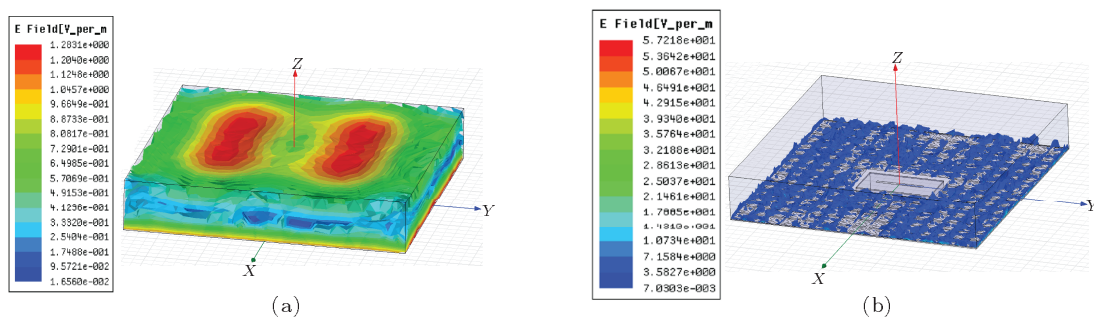 E Field[Y_per_m
1.2831e+000
1.2040e+000
1.1248e+000
1.0457e+000
9.6649e-001
8.8733e-001
8.0817e-001
7.2901e-001
6.4985e-001
5.7069e-001
4.9153e-001
4.1236e-001
3.3320e-001
2.5404e-001
1.7488e-001
9.5721e-002
1.6560e-002
Z
Y
X
(a)
E Field[Y_per_m
5.7218e+001
5.3642e+001
5.0067e+001
4.6491e+001
4.2915e+001
3.9340e+001
3.5764e+001
3.2188e+001
2.8613e+001
2.5037e+001
2.1461e+001
1.7885e+001
1.4310e+001
1.0734e+001
7.1584e+000
3.5827e+000
7.0303e-003
Z
Y
X
(b)